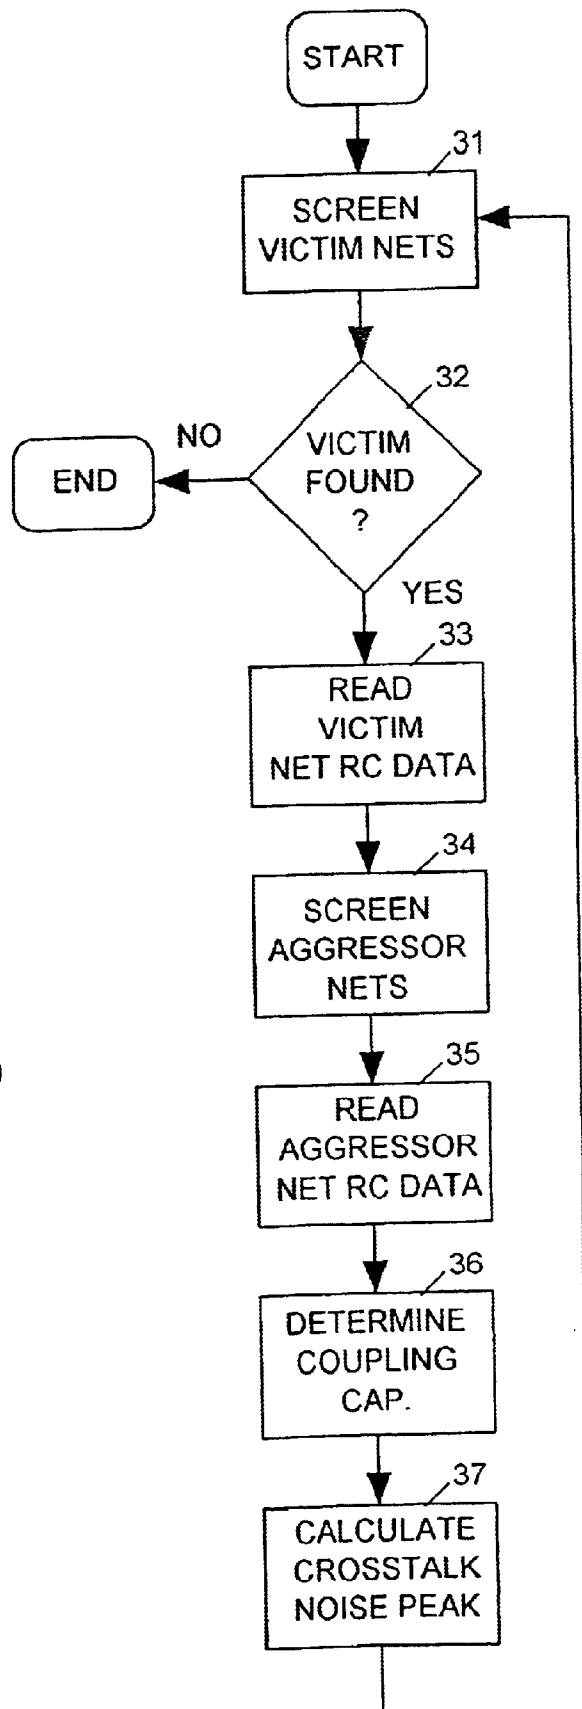 START
31
SCREEN
VICTIM NETS
32
NO
VICTIM
FOUND
?
END
YES
33
READ
VICTIM
NET RC DATA
34
SCREEN
AGGRESSOR
NETS
35
READ
AGGRESSOR
NET RC DATA
36
DETERMINE
COUPLING
CAP.
37
CALCULATE
CROSSTALK
NOISE PEAK